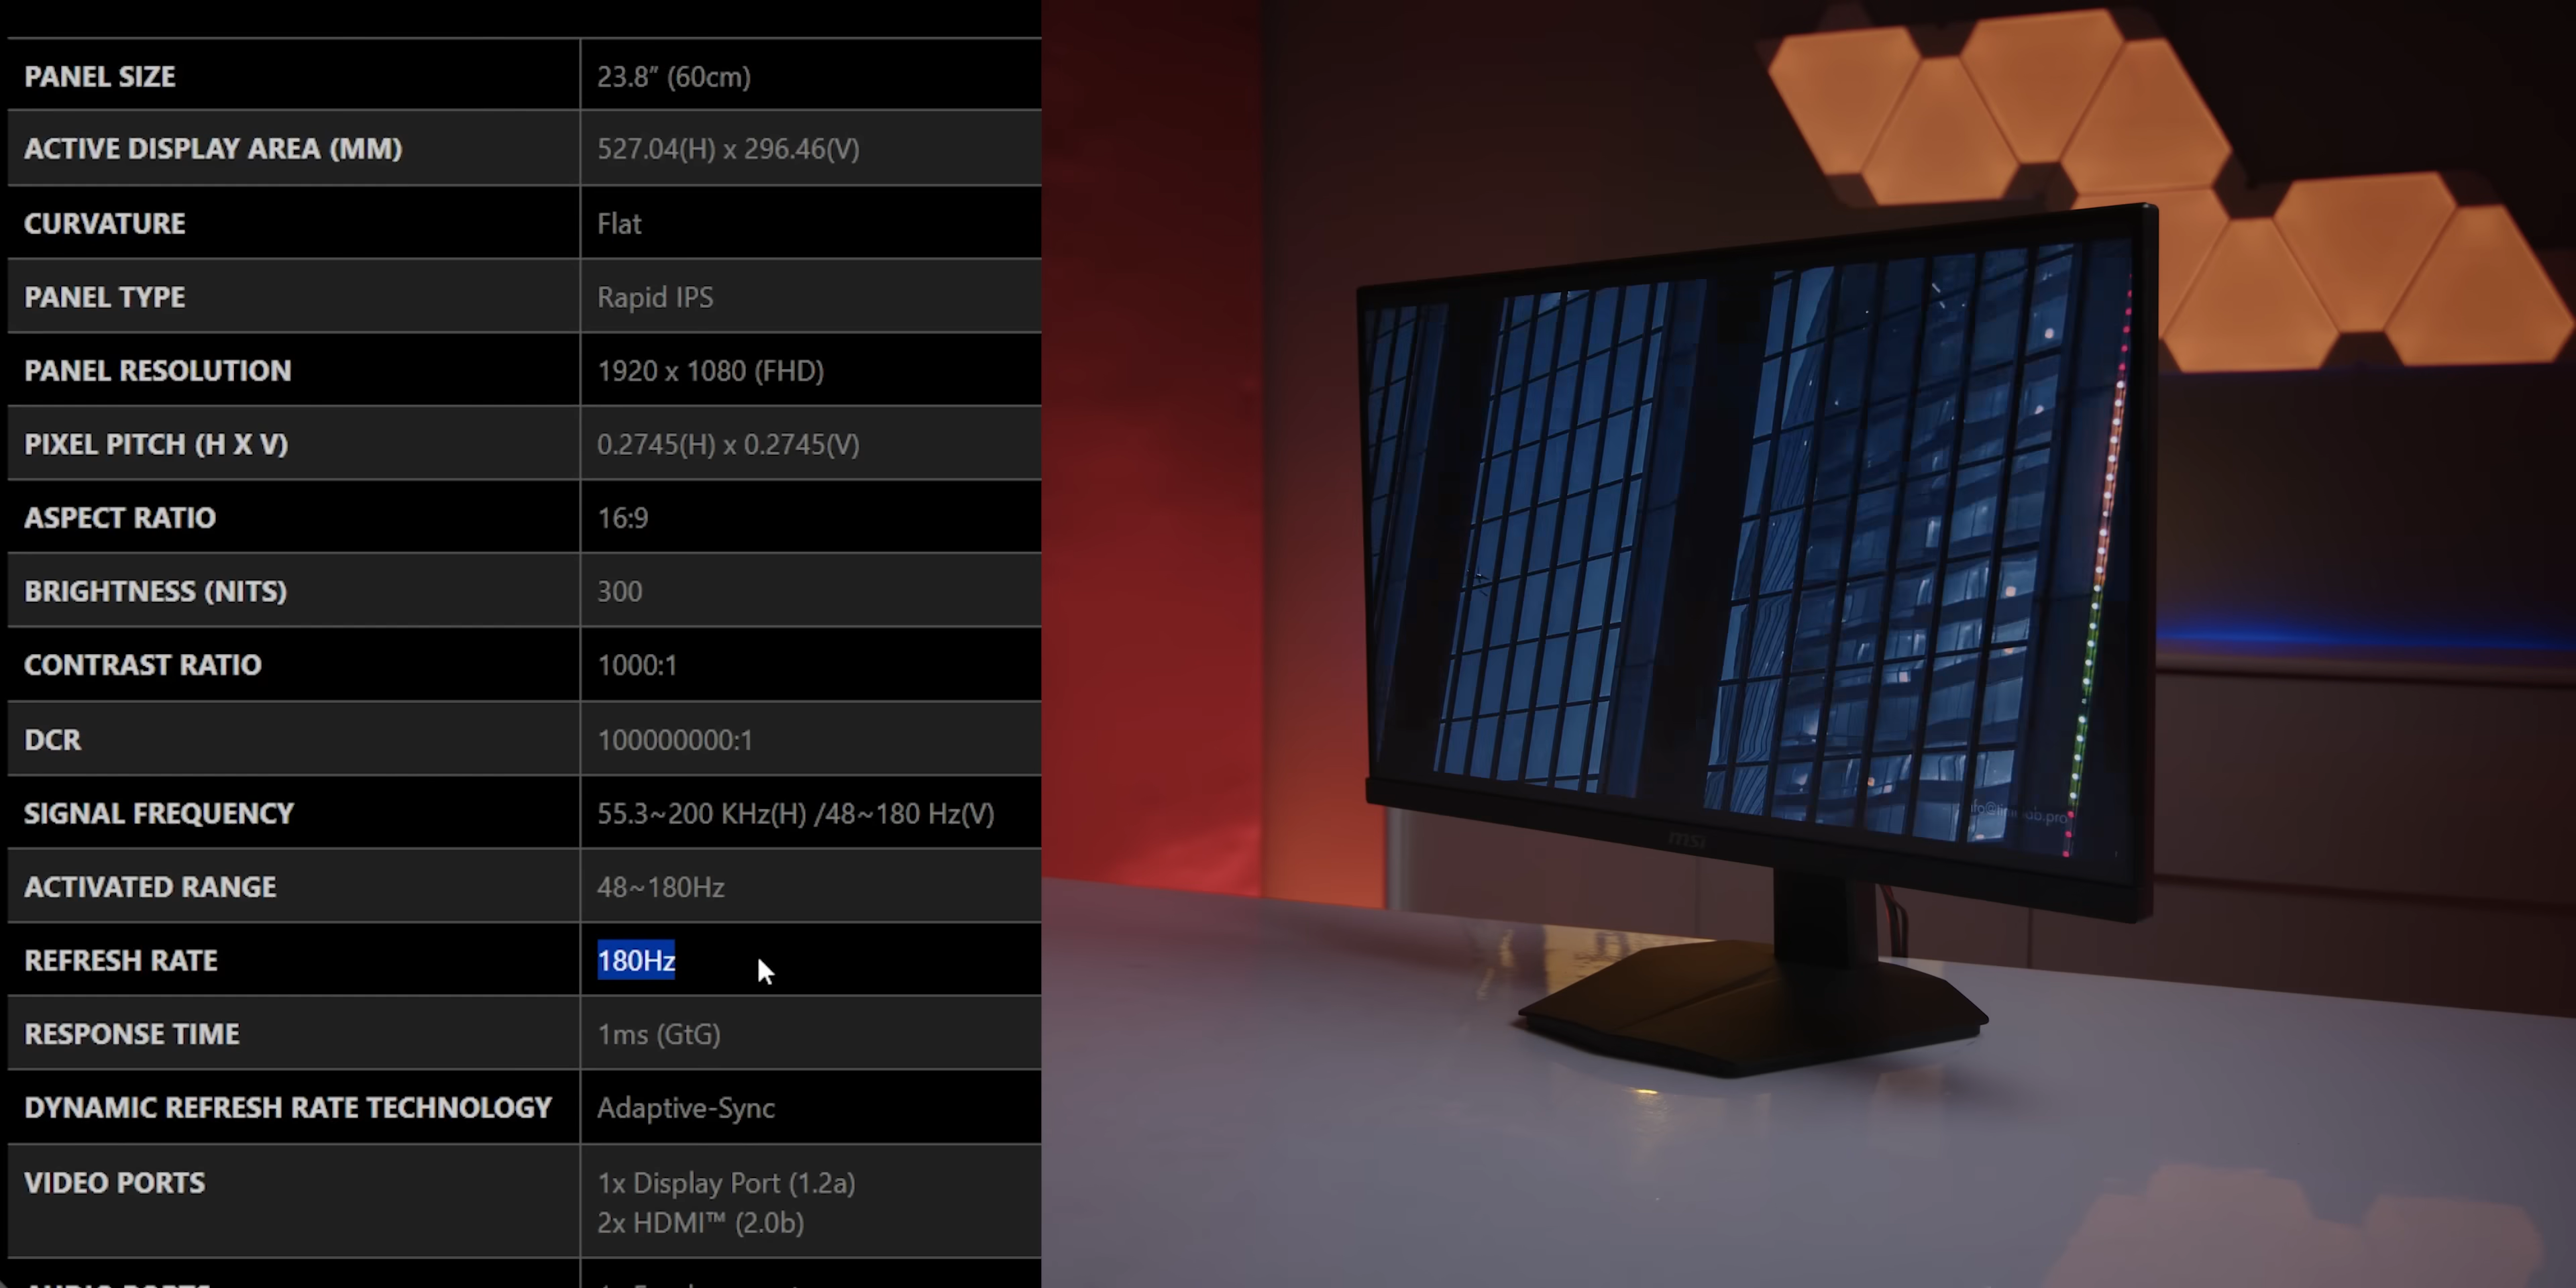 PANEL SIZE 23.8″ (60cm)
ACTIVE DISPLAY AREA (MM) 527.04(H) x 296.46(V)
CURVATURE Flat
PANEL TYPE Rapid IPS
PANEL RESOLUTION 1920 x 1080 (FHD)
PIXEL PITCH (H X V) 0.2745(H) x 0.2745(V)
ASPECT RATIO 16:9
BRIGHTNESS (NITS) 300
CONTRAST RATIO 1000:1
DCR 100000000:1
SIGNAL FREQUENCY 55.3~200 KHz(H) /48~180 Hz(V)
ACTIVATED RANGE 48~180Hz
REFRESH RATE 180Hz
RESPONSE TIME 1ms (GtG)
DYNAMIC REFRESH RATE TECHNOLOGY Adaptive-Sync
VIDEO PORTS 1x Display Port (1.2a)
2x HDMI™ (2.0b)
msi